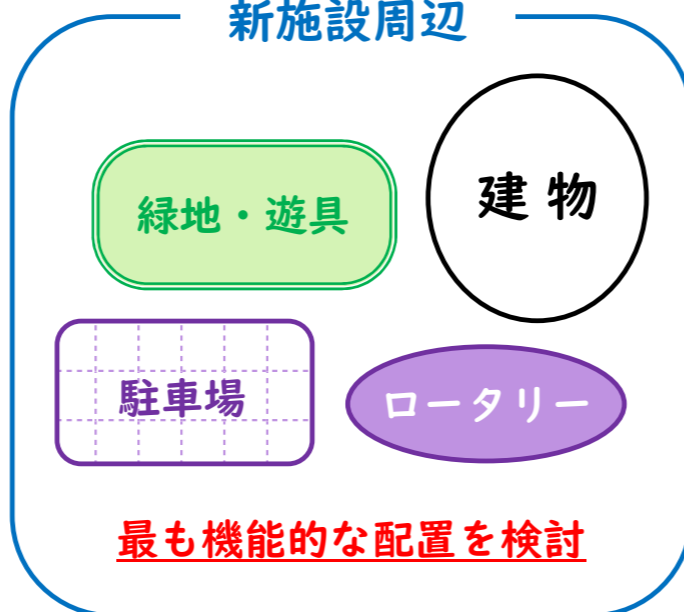 新施設周辺
緑地・遊具
建物
駐車場
ロータリー
最も機能的な配置を検討